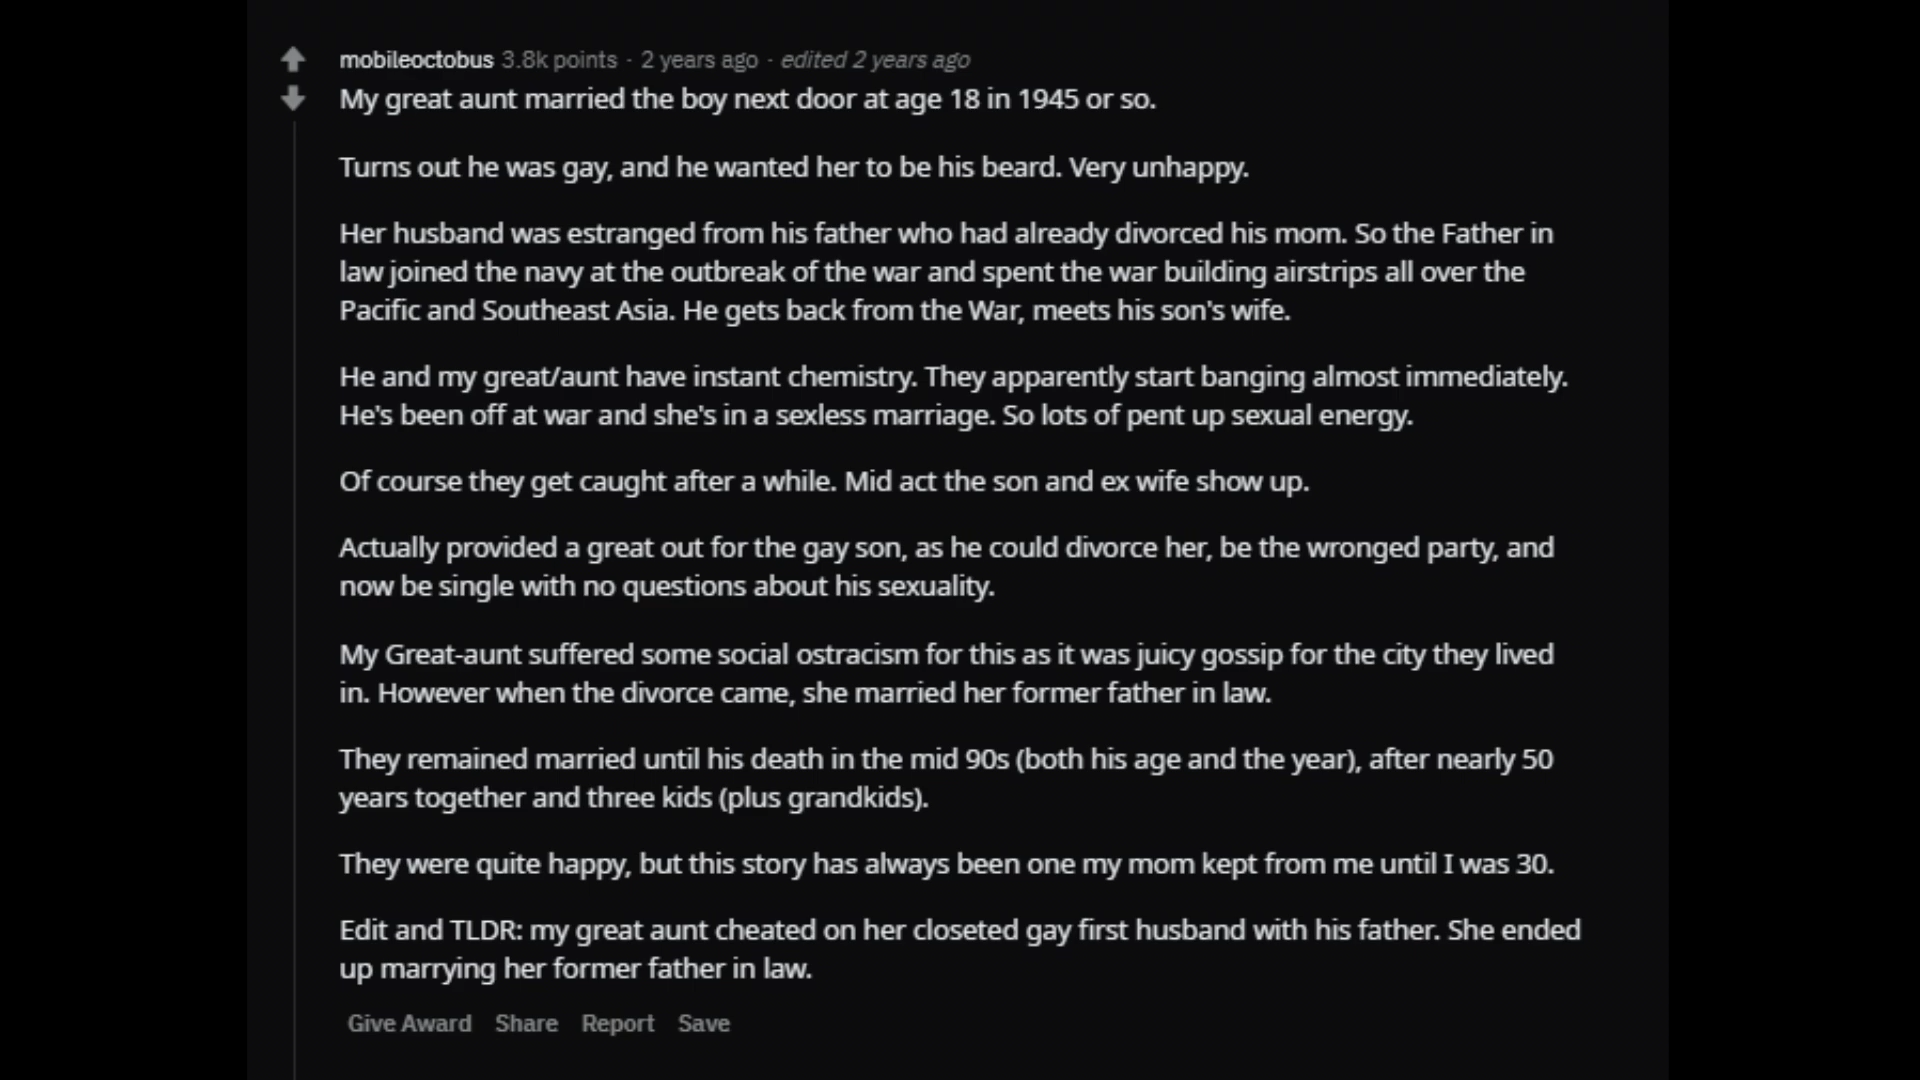 mobileoctobus 3.8k points · 2 years ago · edited 2 years ago
My great aunt married the boy next door at age 18 in 1945 or so.
Turns out he was gay, and he wanted her to be his beard. Very unhappy.
Her husband was estranged from his father who had already divorced his mom. So the Father in
law joined the navy at the outbreak of the war and spent the war building airstrips all over the
Pacific and Southeast Asia. He gets back from the War, meets his son's wife.
He and my great/aunt have instant chemistry. They apparently start banging almost immediately.
He's been off at war and she's in a sexless marriage. So lots of pent up sexual energy.
Of course they get caught after a while. Mid act the son and ex wife show up.
Actually provided a great out for the gay son, as he could divorce her, be the wronged party, and
now be single with no questions about his sexuality.
My Great-aunt suffered some social ostracism for this as it was juicy gossip for the city they lived
in. However when the divorce came, she married her former father in law.
They remained married until his death in the mid 90s (both his age and the year), after nearly 50
years together and three kids (plus grandkids).
They were quite happy, but this story has always been one my mom kept from me until I was 30.
Edit and TLDR: my great aunt cheated on her closeted gay first husband with his father. She ended
up marrying her former father in law.
Give Award Share Report Save